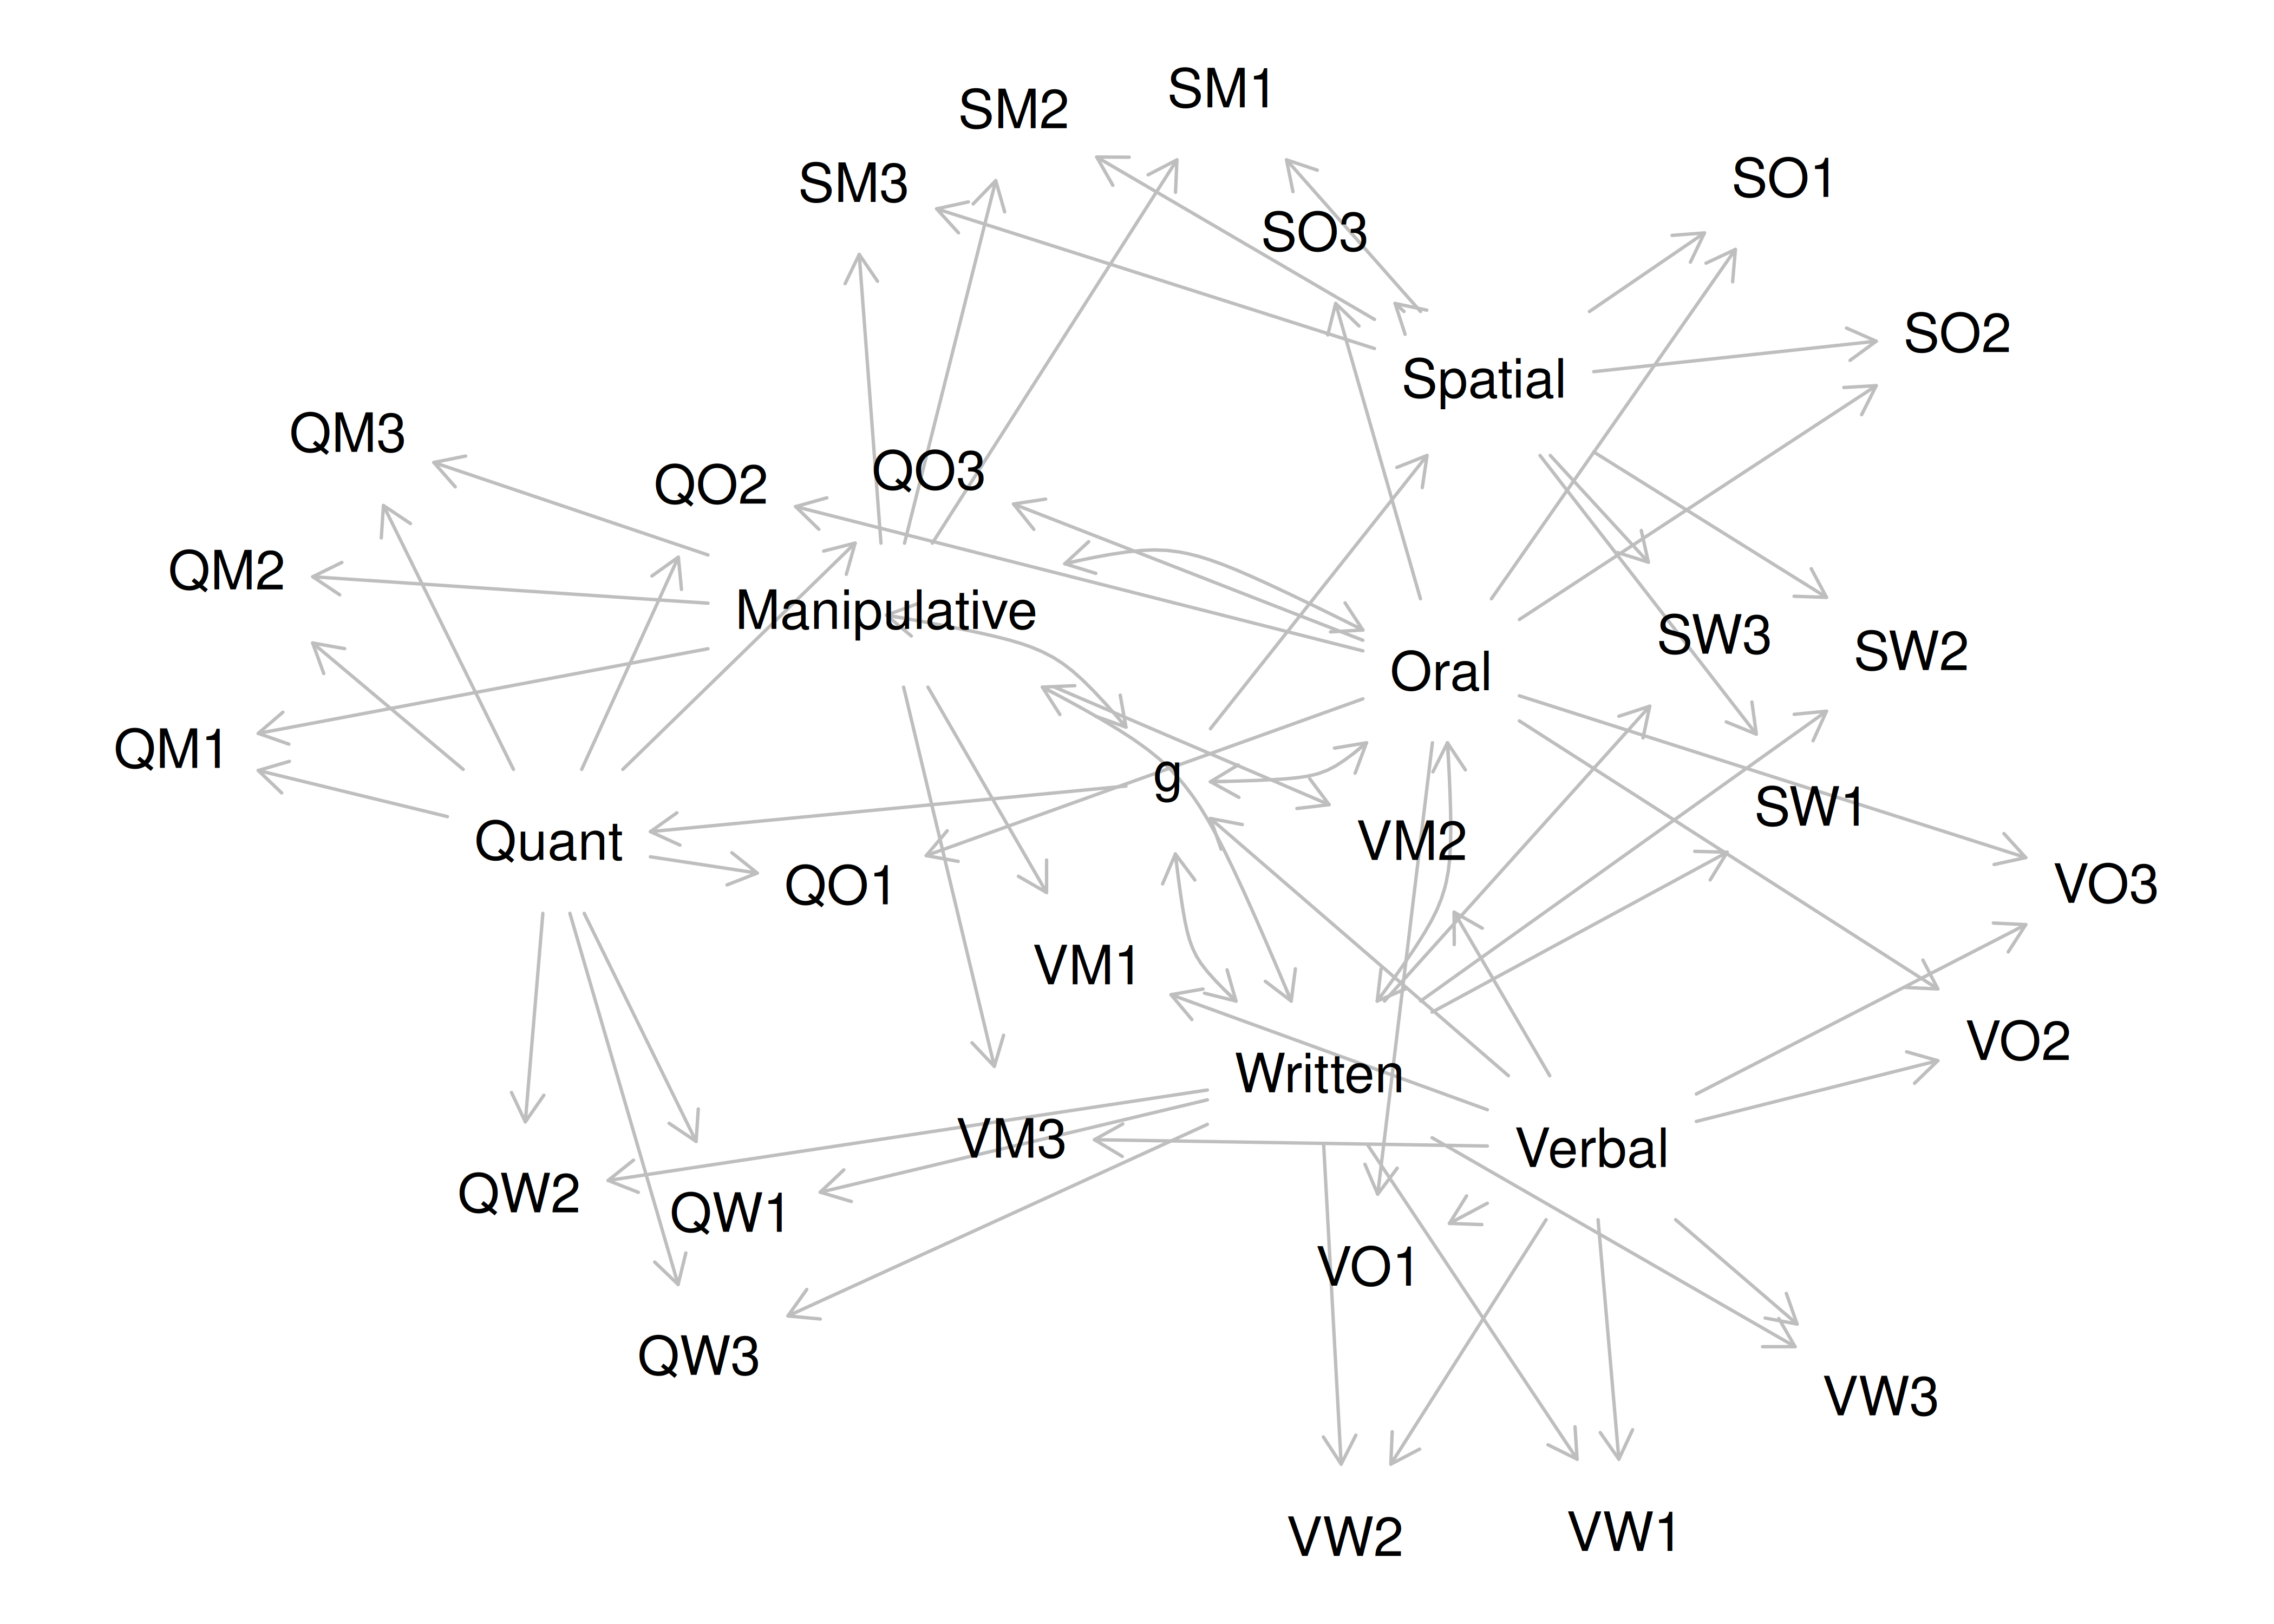 SM1
SM2
SM3
SO1
SO3
SO2
Spatial
QM3
QO3
QO2
QM2
Manipulative
SW3
SW2
Oral
QM1
g
SW1
Quant
VM2
QO1
VO3
VM1
VO2
Written
VM3
Verbal
QW2
QW1
VO1
QW3
VW3
VW1
VW2